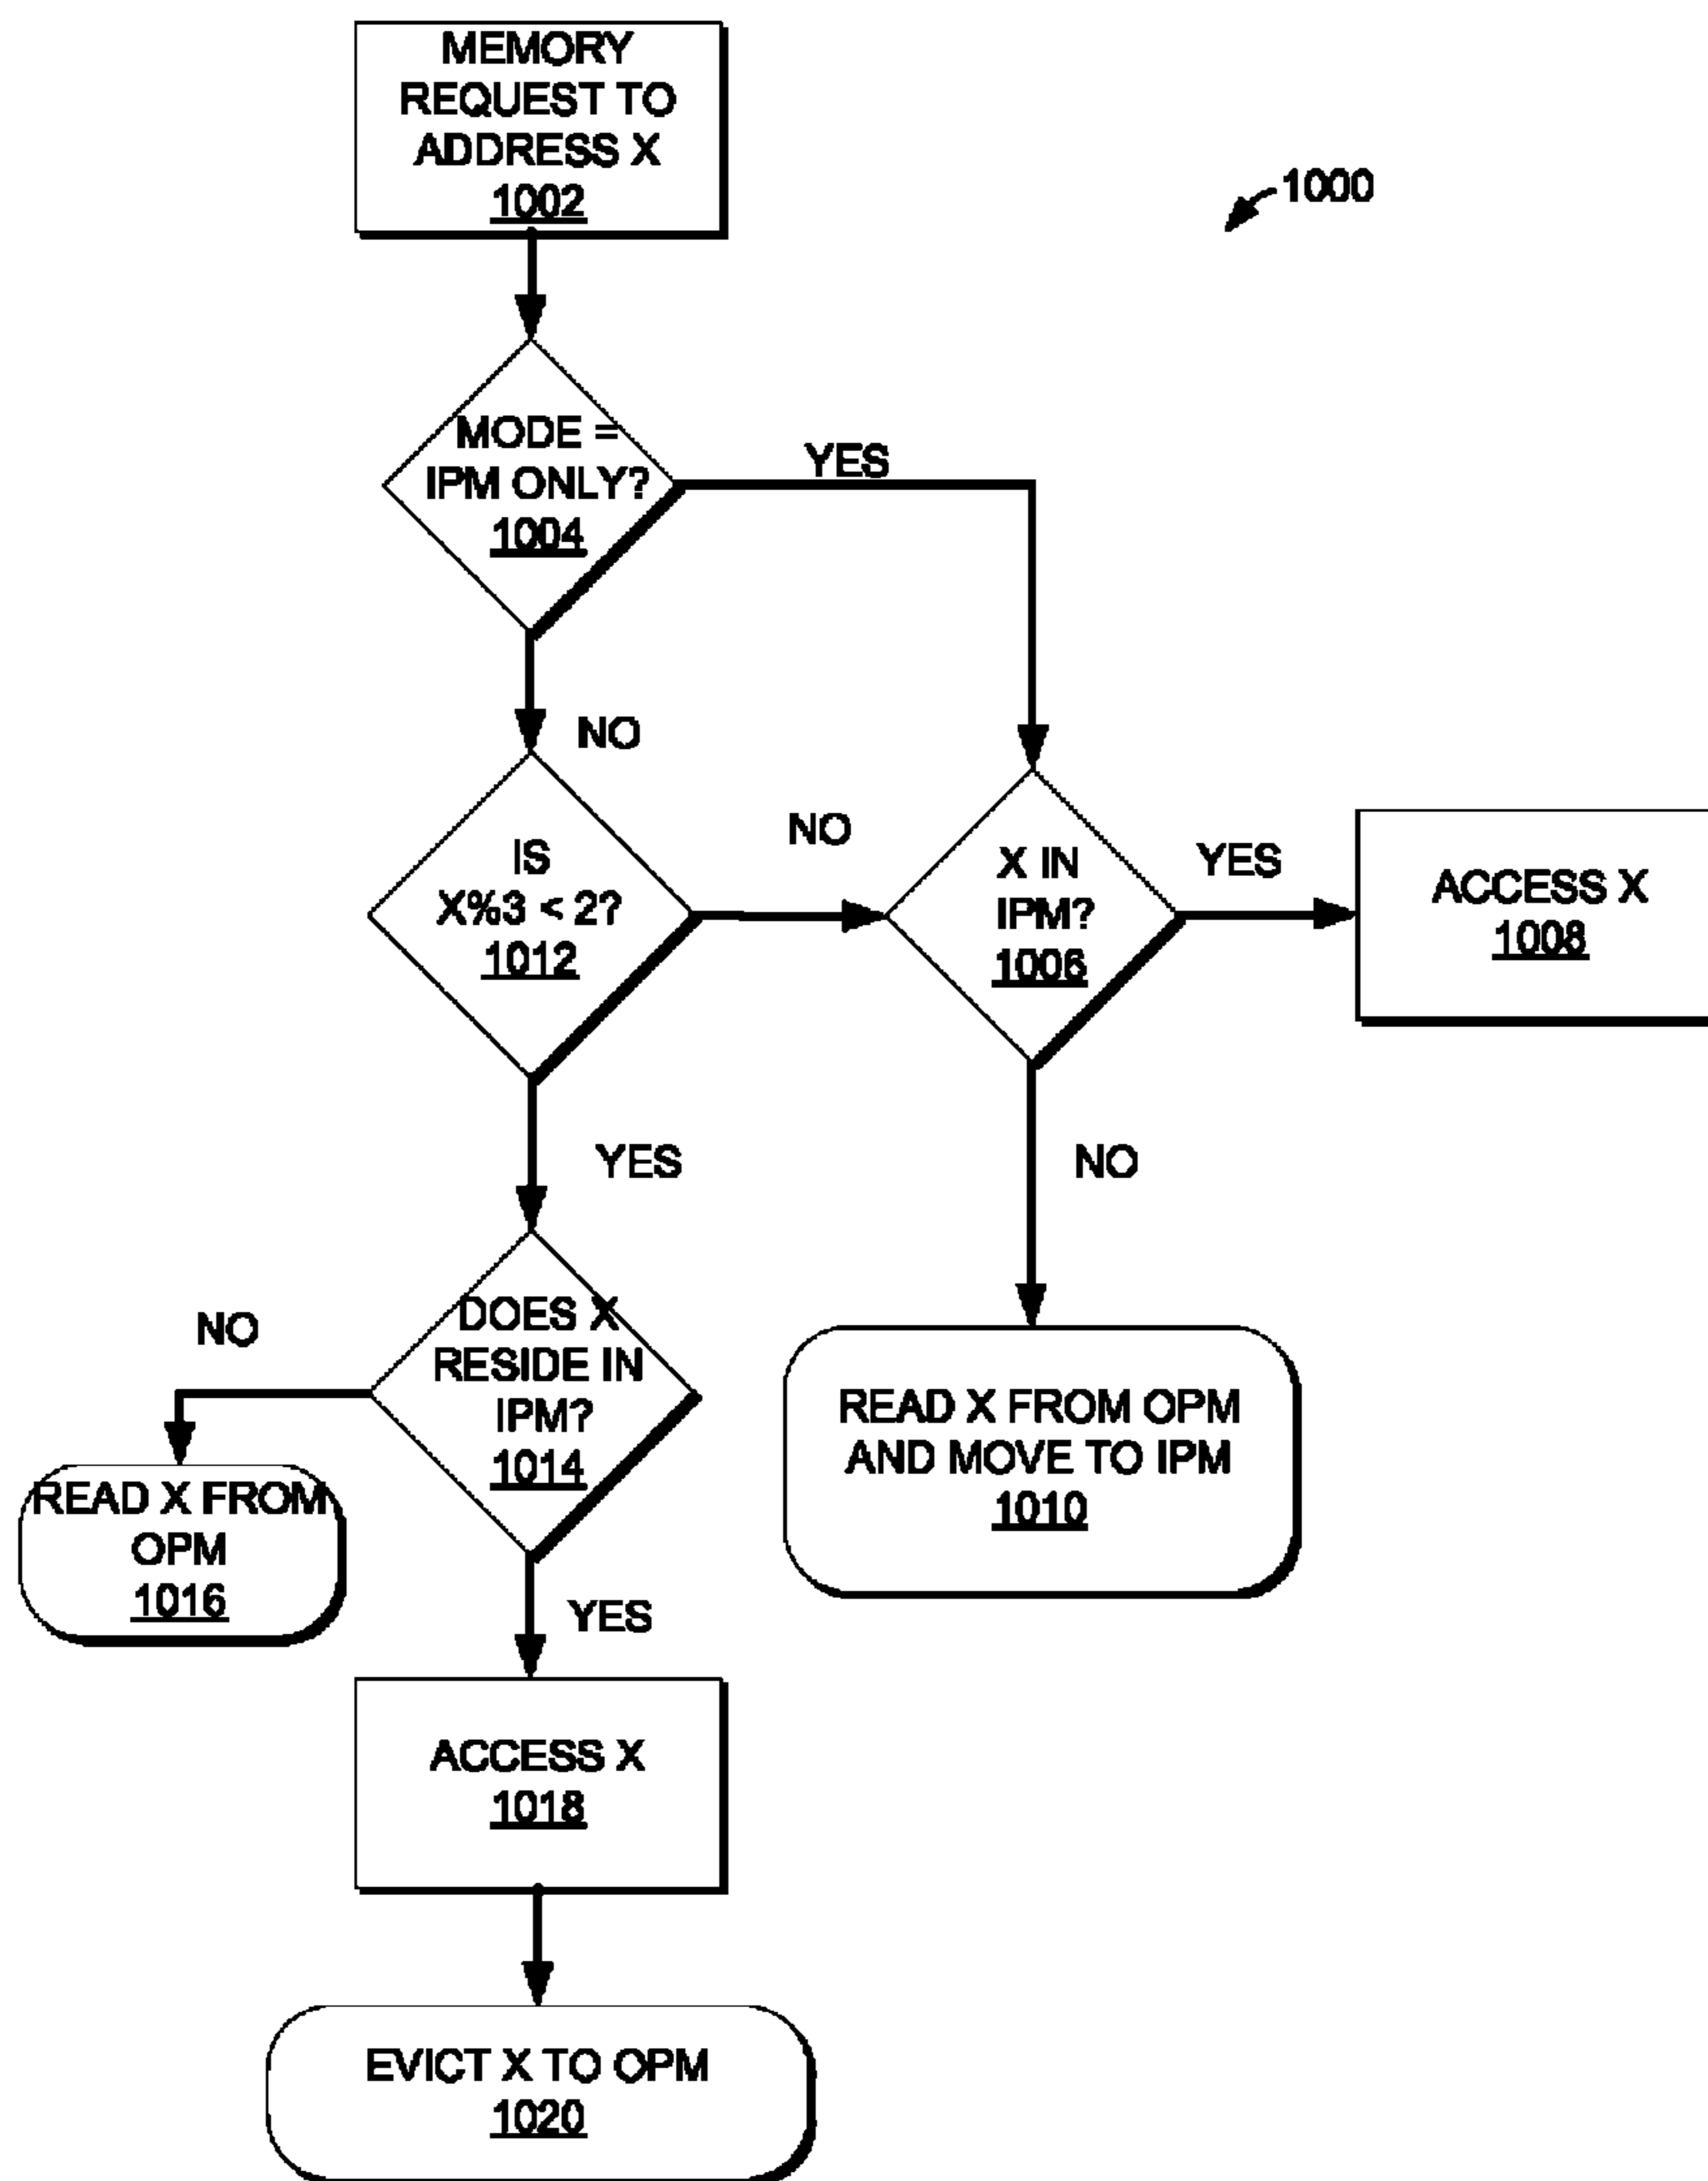 MEMORY
REQUEST TO
ADDRESS X
1002
1000
MODE =
IPM ONLY?
1004
YES
NO
IS
X%3 < 2?
1012
NO
X IN
IPM?
1006
YES
ACCESS X
1008
YES
NO
DOES X
RESIDE IN
IPM?
1014
NO
READ X FROM
OPM
1016
READ X FROM OPM
AND MOVE TO IPM
1010
YES
ACCESS X
1018
EVICT X TO OPM
1020